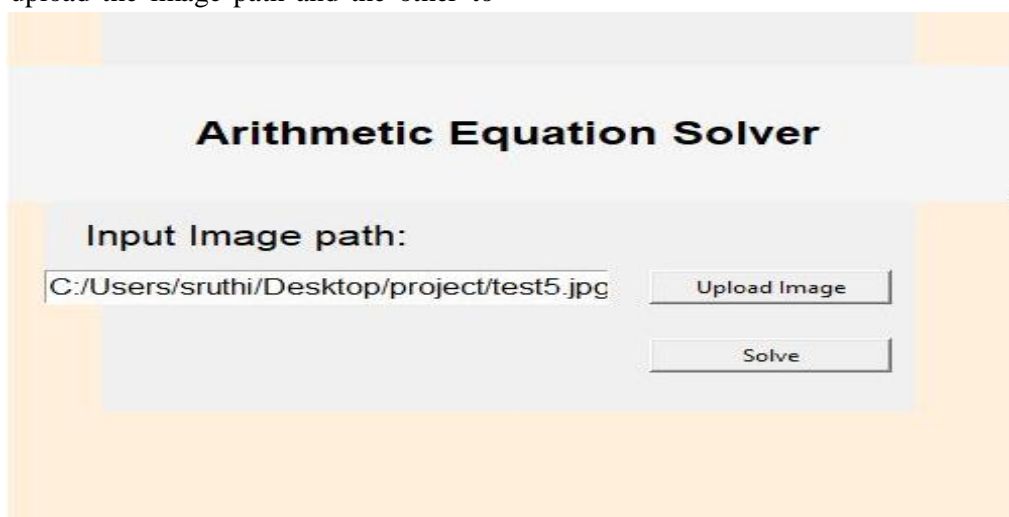 upload the image path and the other to
Arithmetic Equation Solver
Input Image path:
C:/Users/sruthi/Desktop/project/test5.jpg
Upload Image
Solve